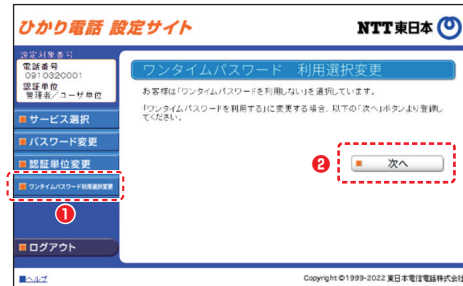 ひかり電話 設定サイト
NTT東日本
設定対象番号
電話番号
0910320001
認証単位
管理者/ユーザ単位
サービス選択
パスワード変更
認証単位変更
ワンタイムパスワード利用選択変更
1
ログアウト
ヘルプ
ワンタイムパスワード 利用選択変更
お客様は「ワンタイムパスワードを利用しない」を選択しています。
「ワンタイムパスワードを利用する」に変更する場合、以下の「次へ」ボタンより登録し
てください。
2
次へ
Copyright©1999-2022 東日本電信電話株式会社